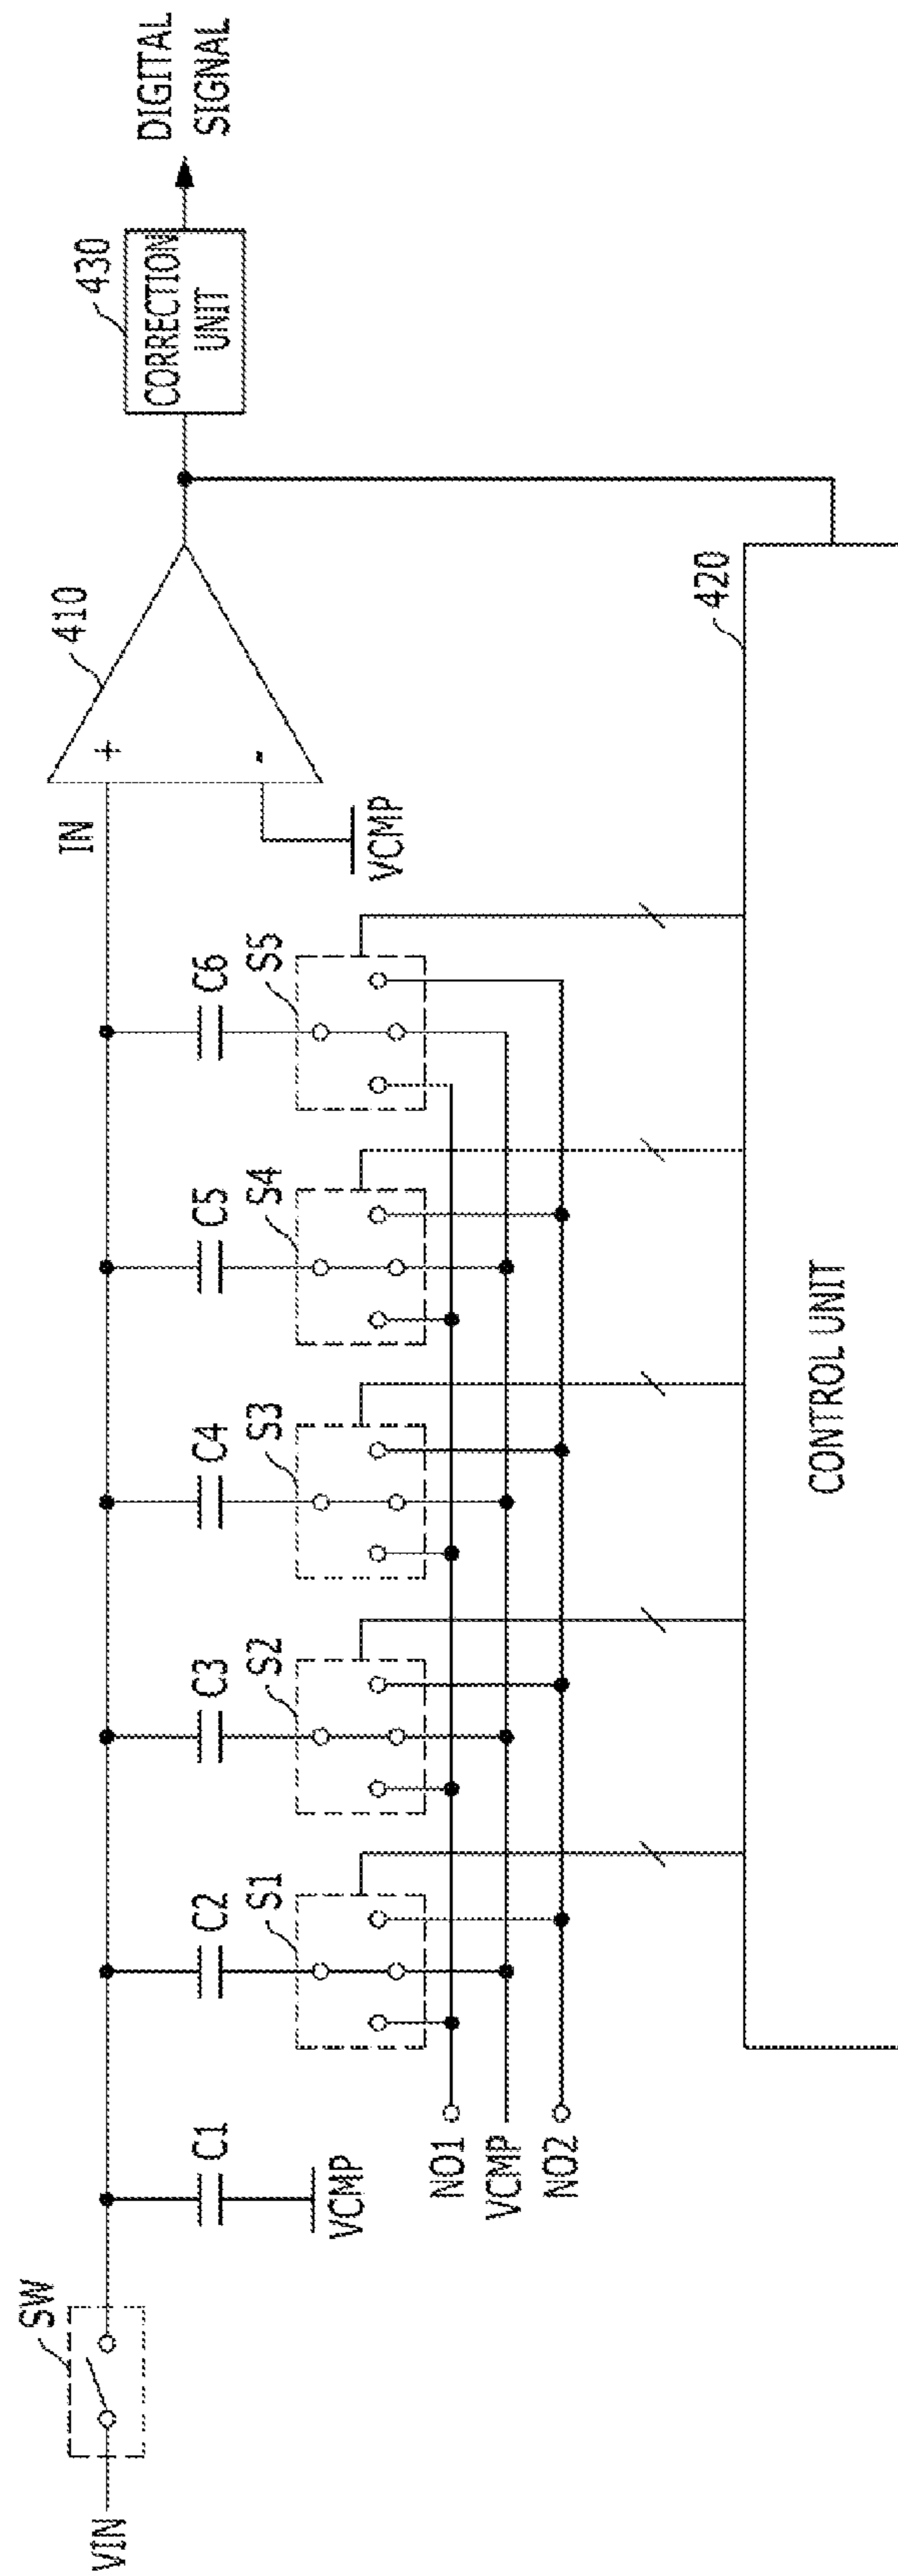 VIN
SW
C1
VCMP
C2
S1
C3
S2
C4
S3
C5
S4
C6
S5
IN
+
-
410
VCMP
CORRECTION
UNIT
430
DIGITAL
SIGNAL
NO1
VCMP
NO2
420
CONTROL UNIT